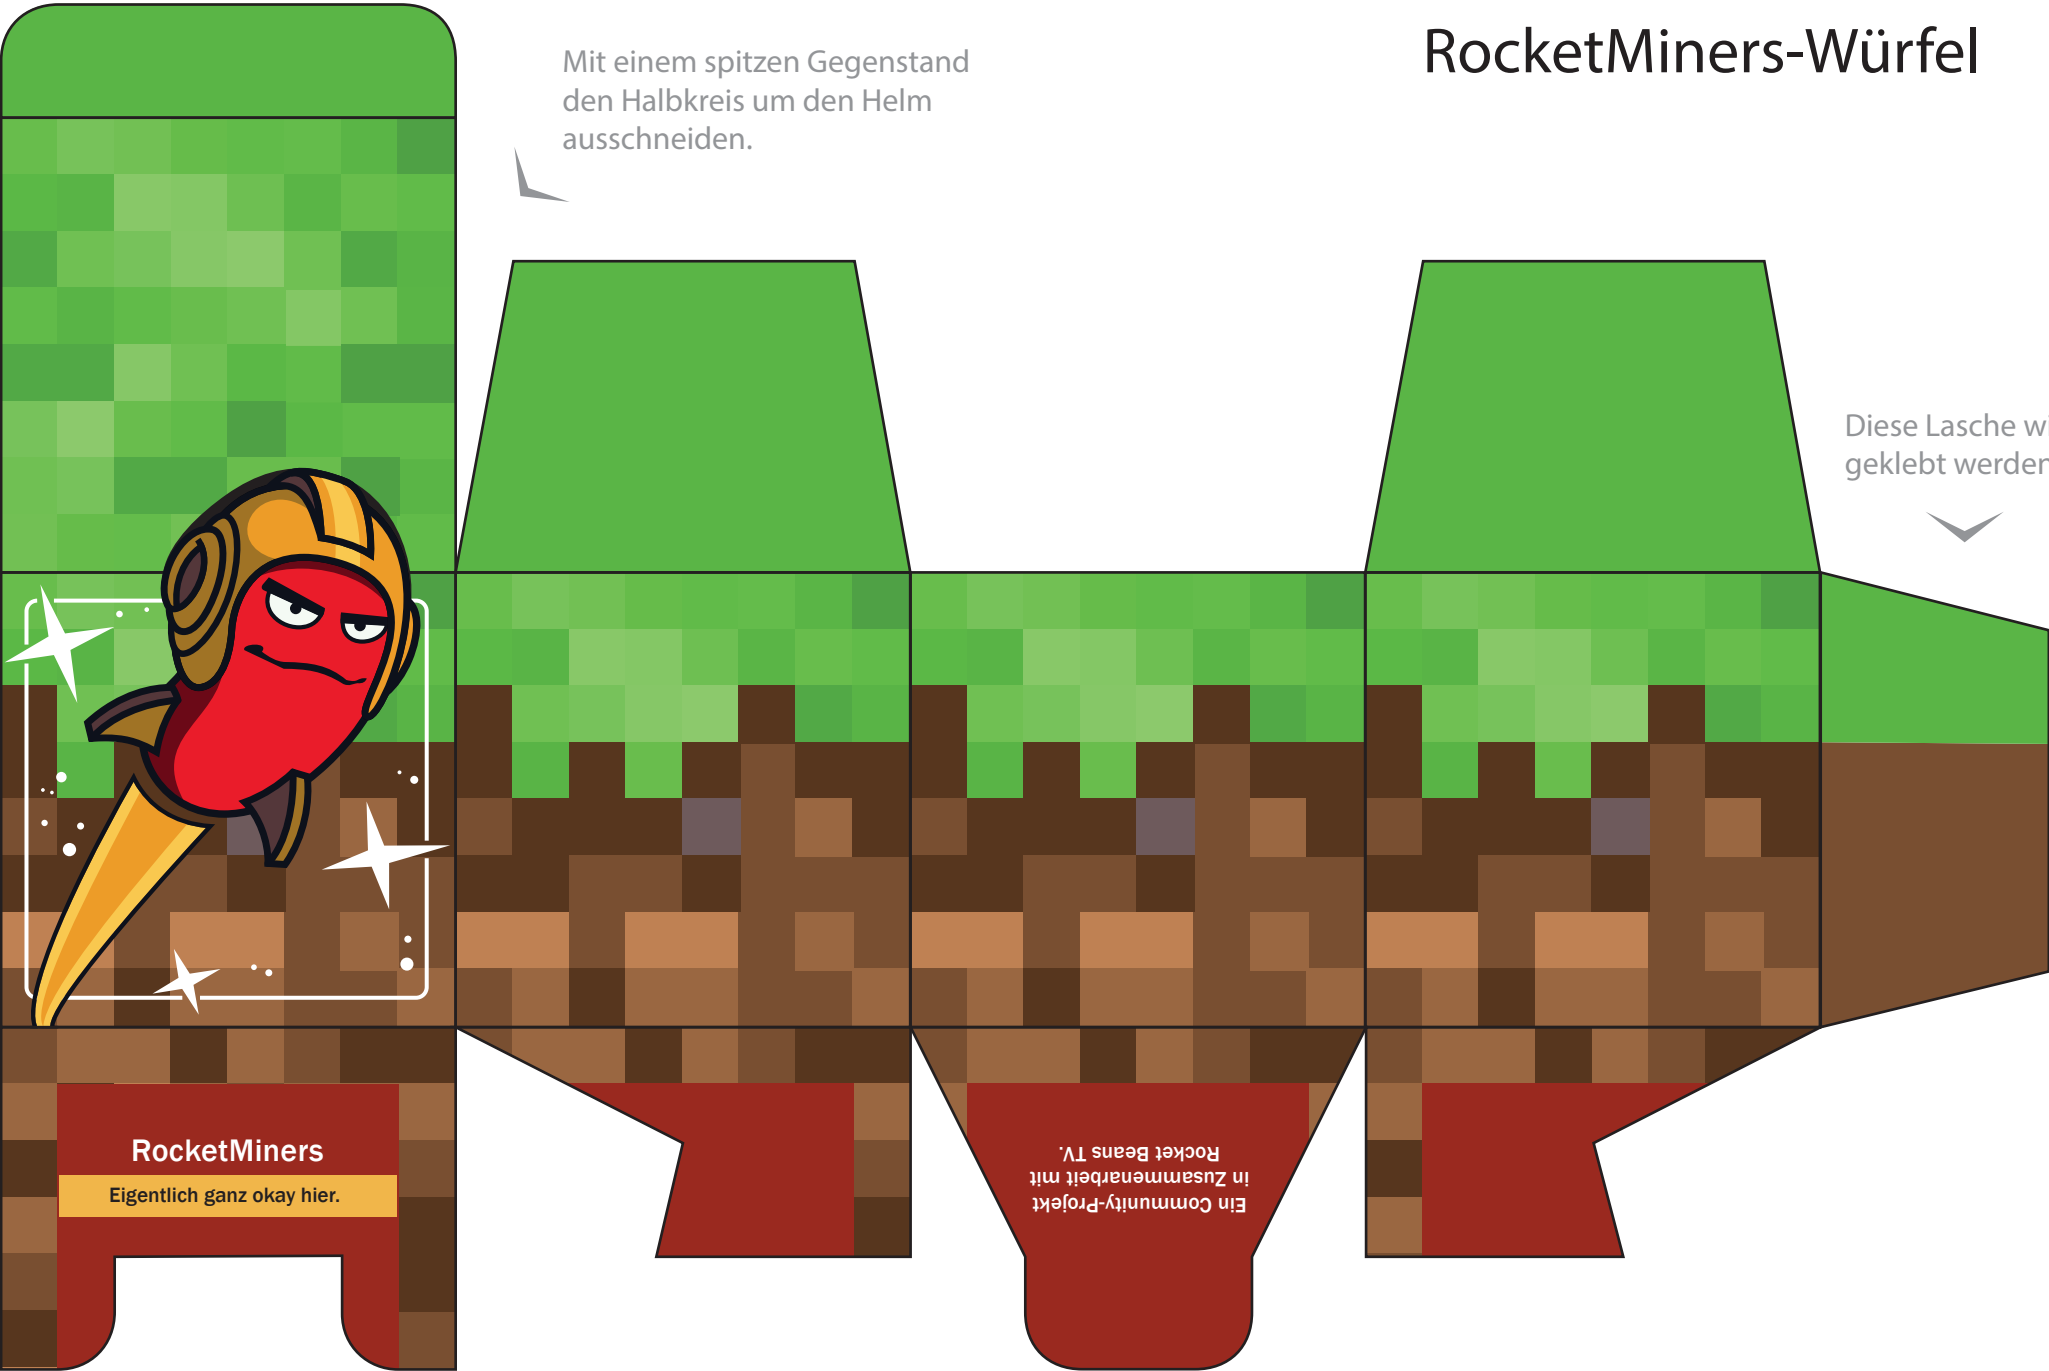 RocketMiners-Würfel
Mit einem spitzen Gegenstand
den Halbkreis um den Helm
ausschneiden.
Diese Lasche
geklebt werden
RocketMiners
Eigentlich ganz okay hier.
Ein Community-Projekt
in Zusammenarbeit mit
Rocket Beans TV.